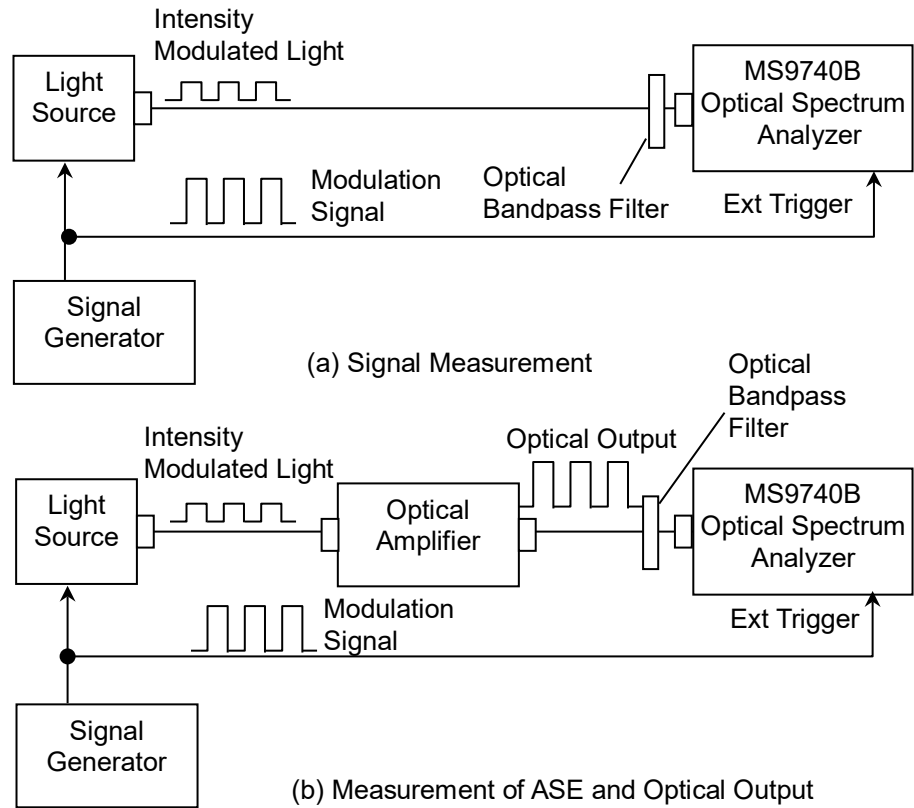 Intensity
Modulated Light
Light
Source
MS9740B
Optical Spectrum
Analyzer
Modulation
Signal
Optical
Bandpass Filter
Ext Trigger
Signal
Generator
(a) Signal Measurement
Optical
Bandpass
Filter
Intensity
Modulated Light
Optical Output
Light
Source
Optical
Amplifier
MS9740B
Optical Spectrum
Analyzer
Modulation
Signal
Ext Trigger
Signal
Generator
(b) Measurement of ASE and Optical Output